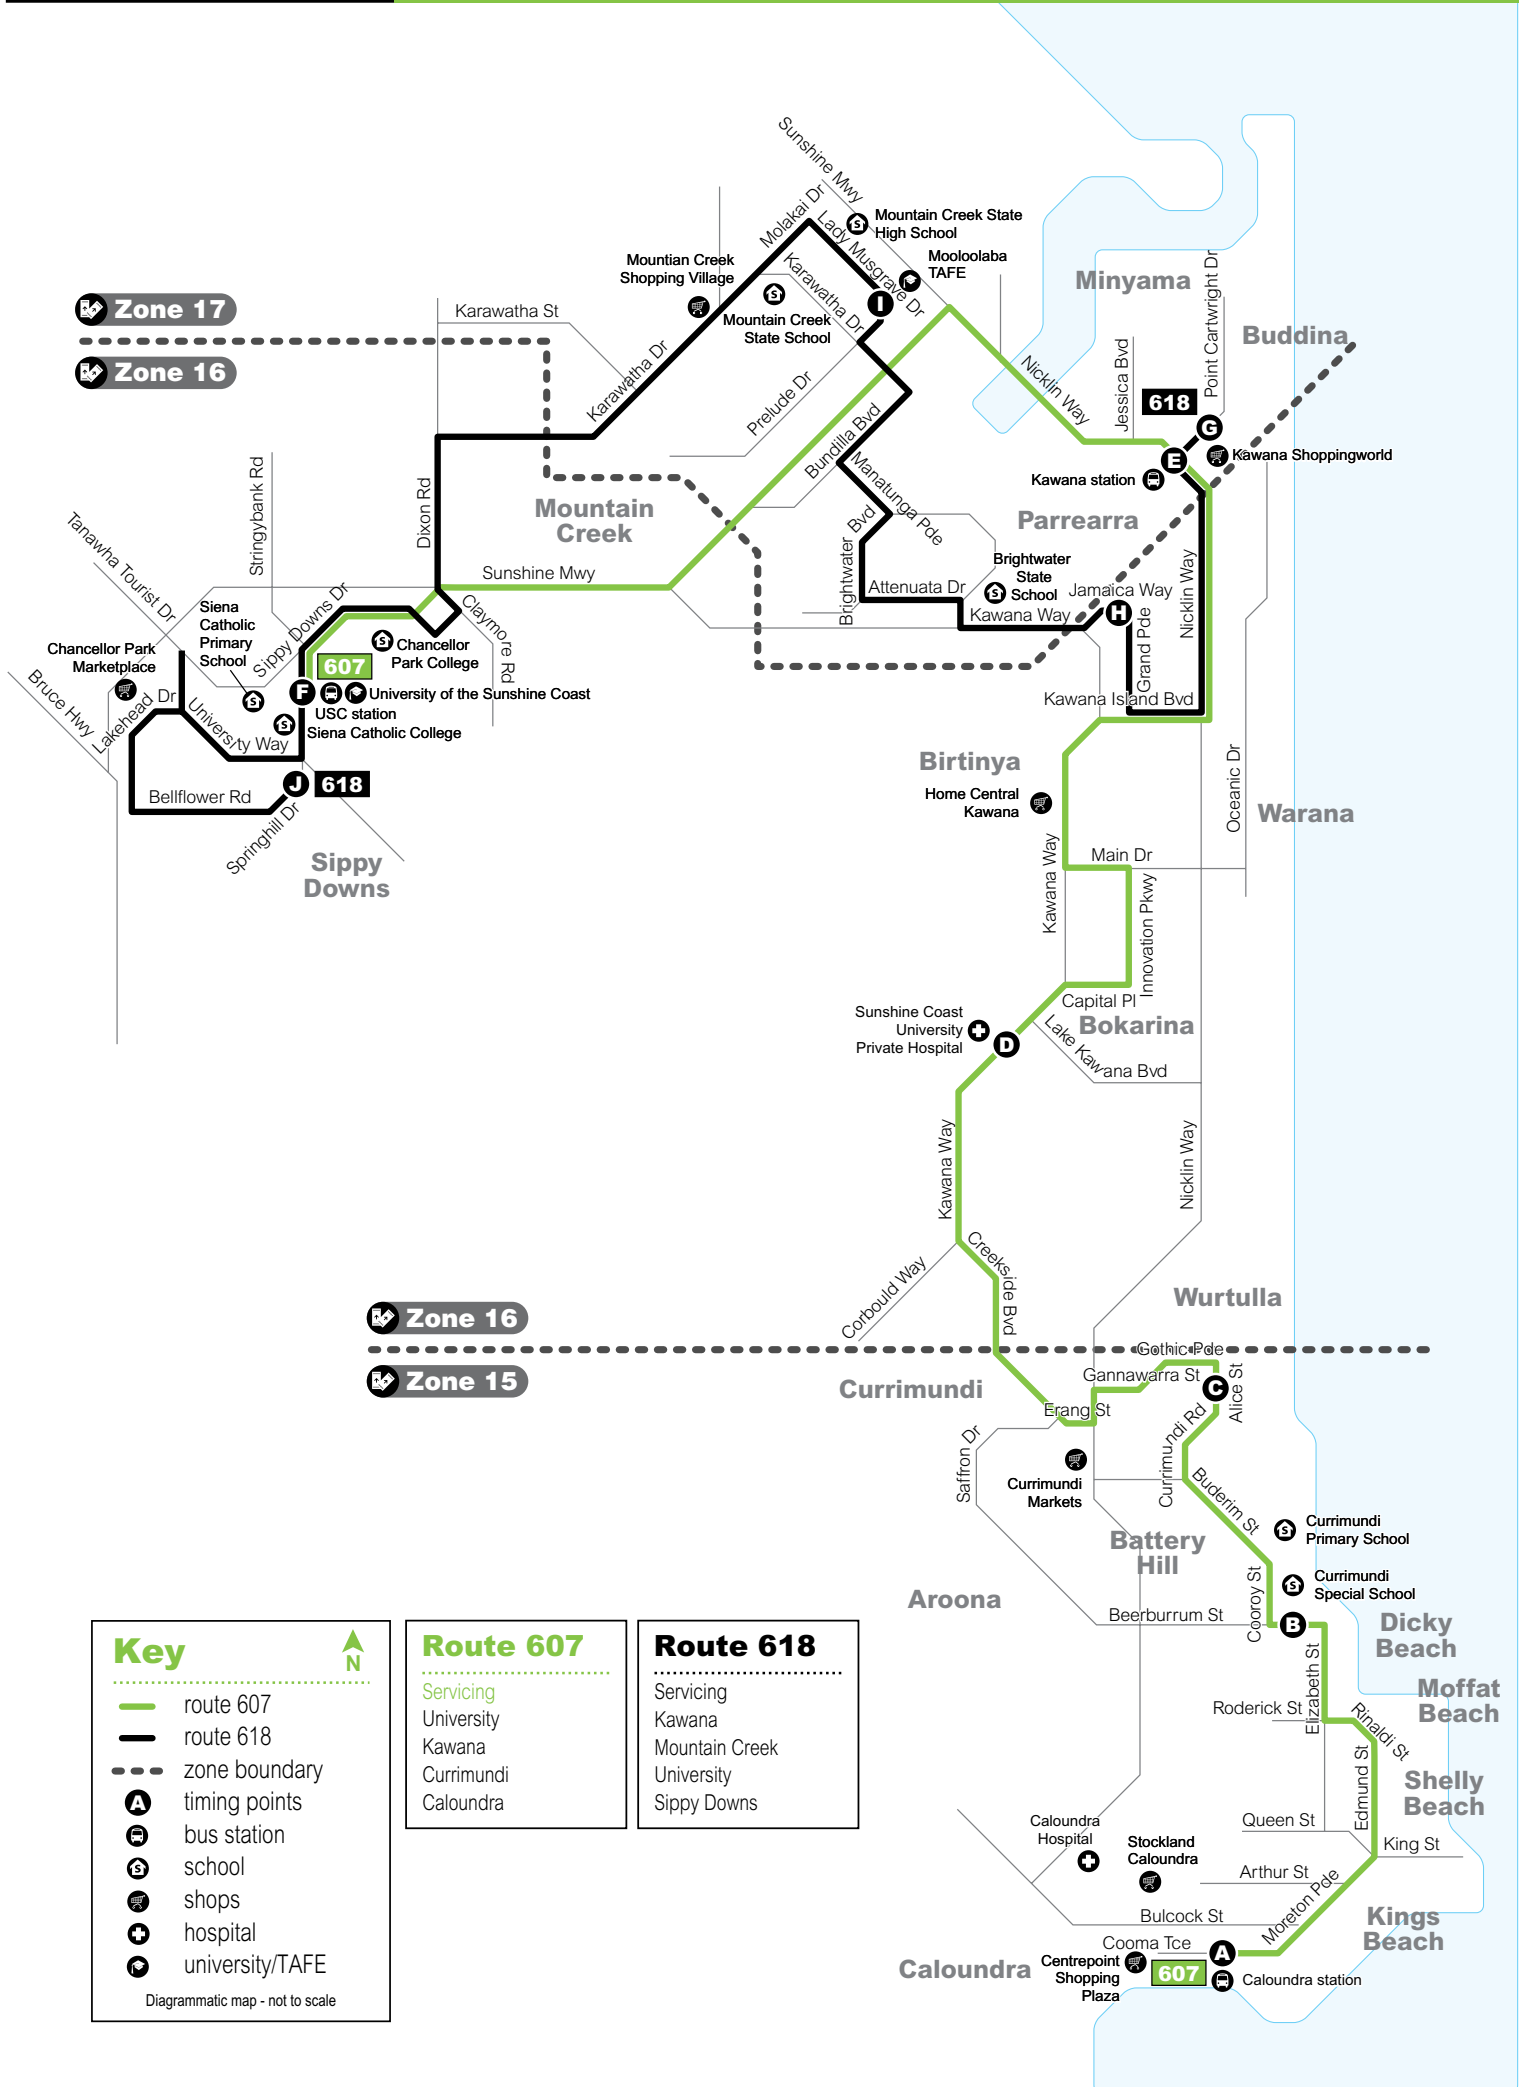 Sunshine Mwy
Molakai Dr
Lady Musgrave Dr
Mountain Creek State
High School
Mooloolaba
TAFE
Mountian Creek
Shopping Village
Karawatha Dr
Mountain Creek
State School
I
Minyama
Point Cartwright Dr
Buddina
Zone 17
Zone 16
Karawatha St
Karawatha Dr
Prelude Dr
Bundilla Bvd
Nicklin Way
Jessica Bvd
618
G
E
Kawana Shoppingworld
Kawana station
Parrearra
Manatunga Pde
Mountain
Creek
Stringybank Rd
Dixon Rd
Tanawha Tourist Dr
Sunshine Mwy
Brightwater Bvd
Attenuata Dr
Brightwater
State
School
Jamaica Way
Kawana Way
H
Grand Pde
Nicklin Way
Kawana Island Bvd
Claymore Rd
Sippy Downs Dr
Siena
Catholic
Primary
School
Chancellor
Park College
Chancellor Park
Marketplace
607
F
University of the Sunshine Coast
USC station
Siena Catholic College
Bruce Hwy
Lakehead Dr
University Way
J
618
Bellflower Rd
Springhill Dr
Sippy
Downs
Birtinya
Home Central
Kawana
Oceanic Dr
Warana
Main Dr
Kawana Way
Innovation Pkwy
Capital Pl
Sunshine Coast
University
Private Hospital
D
Bokarina
Lake Kawana Bvd
Kawana Way
Nicklin Way
Creekside Bvd
Corbould Way
Wurtulla
Zone 16
Zone 15
Gothic Pde
Gannawarra St
Currimundi
C
Alice St
Erang St
Saffron Dr
Currimundi Rd
Currimundi
Markets
Buderim St
Currimundi
Primary School
Battery
Hill
Currimundi
Special School
Aroona
Cooroy St
Beerburrum St
B
Dicky
Beach
Elizabeth St
Moffat
Beach
Roderick St
Rinaldi St
Edmund St
Shelly
Beach
Queen St
King St
Caloundra
Hospital
Stockland
Caloundra
Arthur St
Moreton Pde
Bulcock St
Kings
Beach
Cooma Tce
A
Caloundra
Centrepoint
Shopping
Plaza
607
Caloundra station
Key
N
route 607
route 618
zone boundary
A
timing points
bus station
school
shops
hospital
university/TAFE
Diagrammatic map - not to scale
Route 607
Servicing
University
Kawana
Currimundi
Caloundra
Route 618
Servicing
Kawana
Mountain Creek
University
Sippy Downs